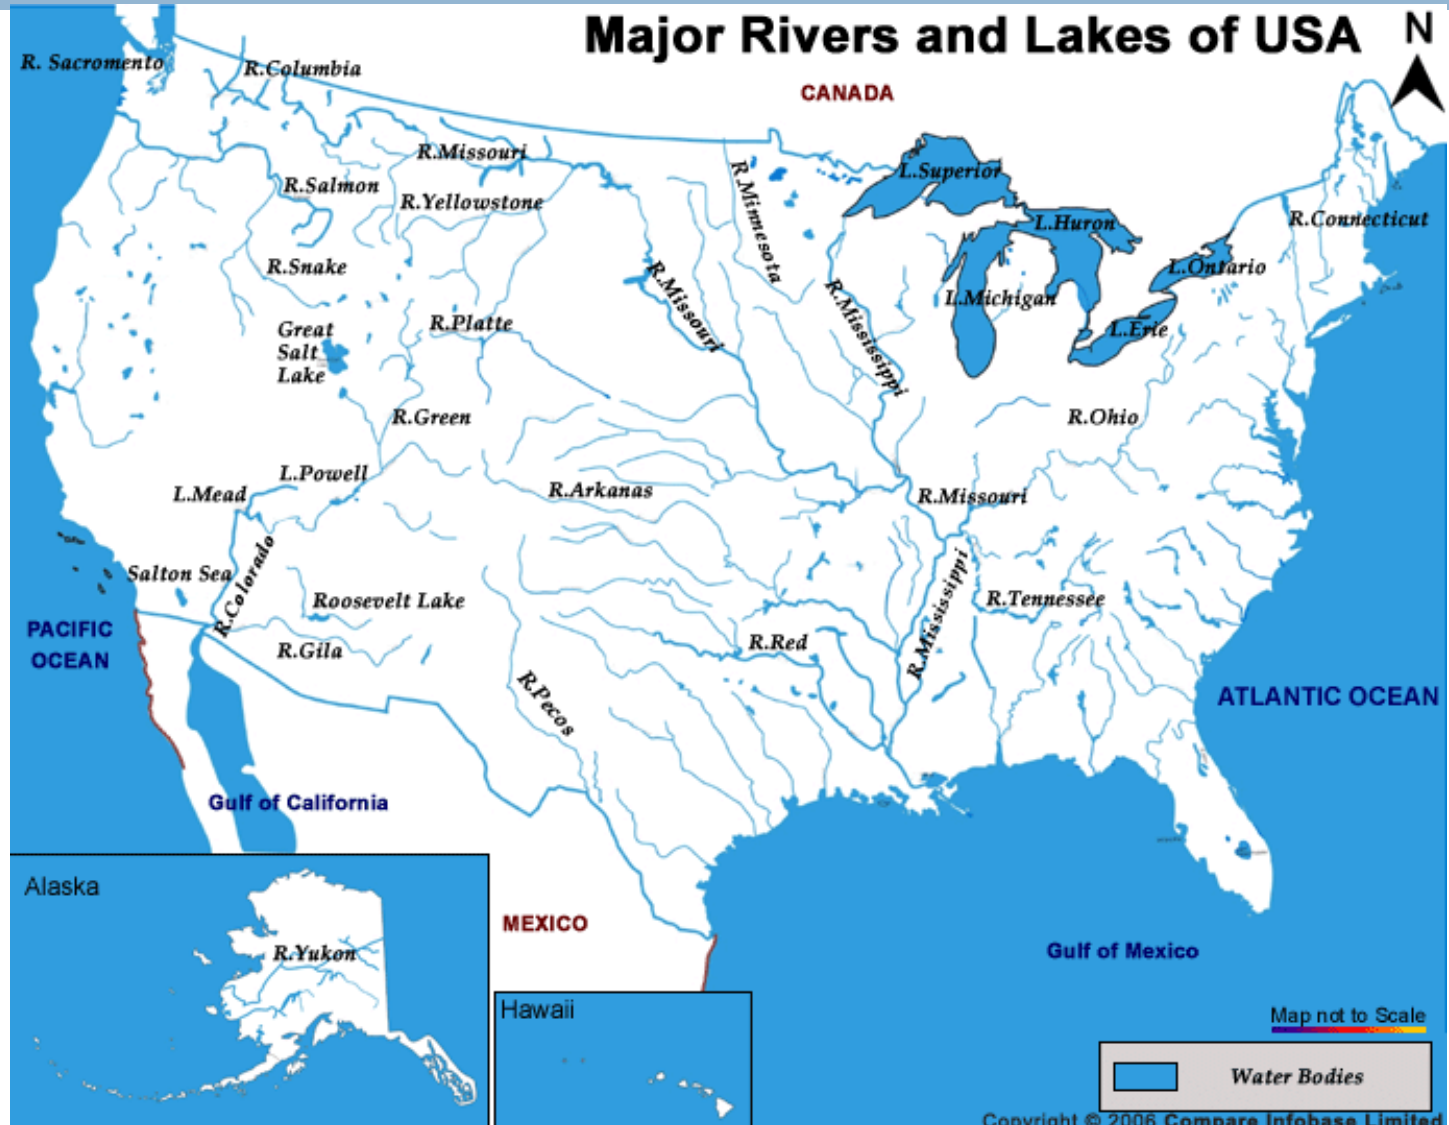 Major Rivers and Lakes of USA
N
R. Sacromento
R.Columbia
CANADA
R.Missouri
R.Salmon
R.Yellowstone
R.Minnesota
L.Superior
L.Huron
R.Connecticut
R.Snake
R.Missouri
L.Ontario
L.Michigan
R.Mississippi
Great
Salt
Lake
R.Platte
L.Erie
R.Green
R.Ohio
L.Powell
L.Mead
R.Arkanas
R.Missouri
R.Colorado
Salton Sea
Roosevelt Lake
R.Mississippi
R.Tennessee
PACIFIC
OCEAN
R.Gila
R.Red
R.Pecos
ATLANTIC OCEAN
Gulf of California
Alaska
MEXICO
R.Yukon
Gulf of Mexico
Hawaii
Map not to Scale
Water Bodies
Copyright © 2006 Compare Infobase Limited